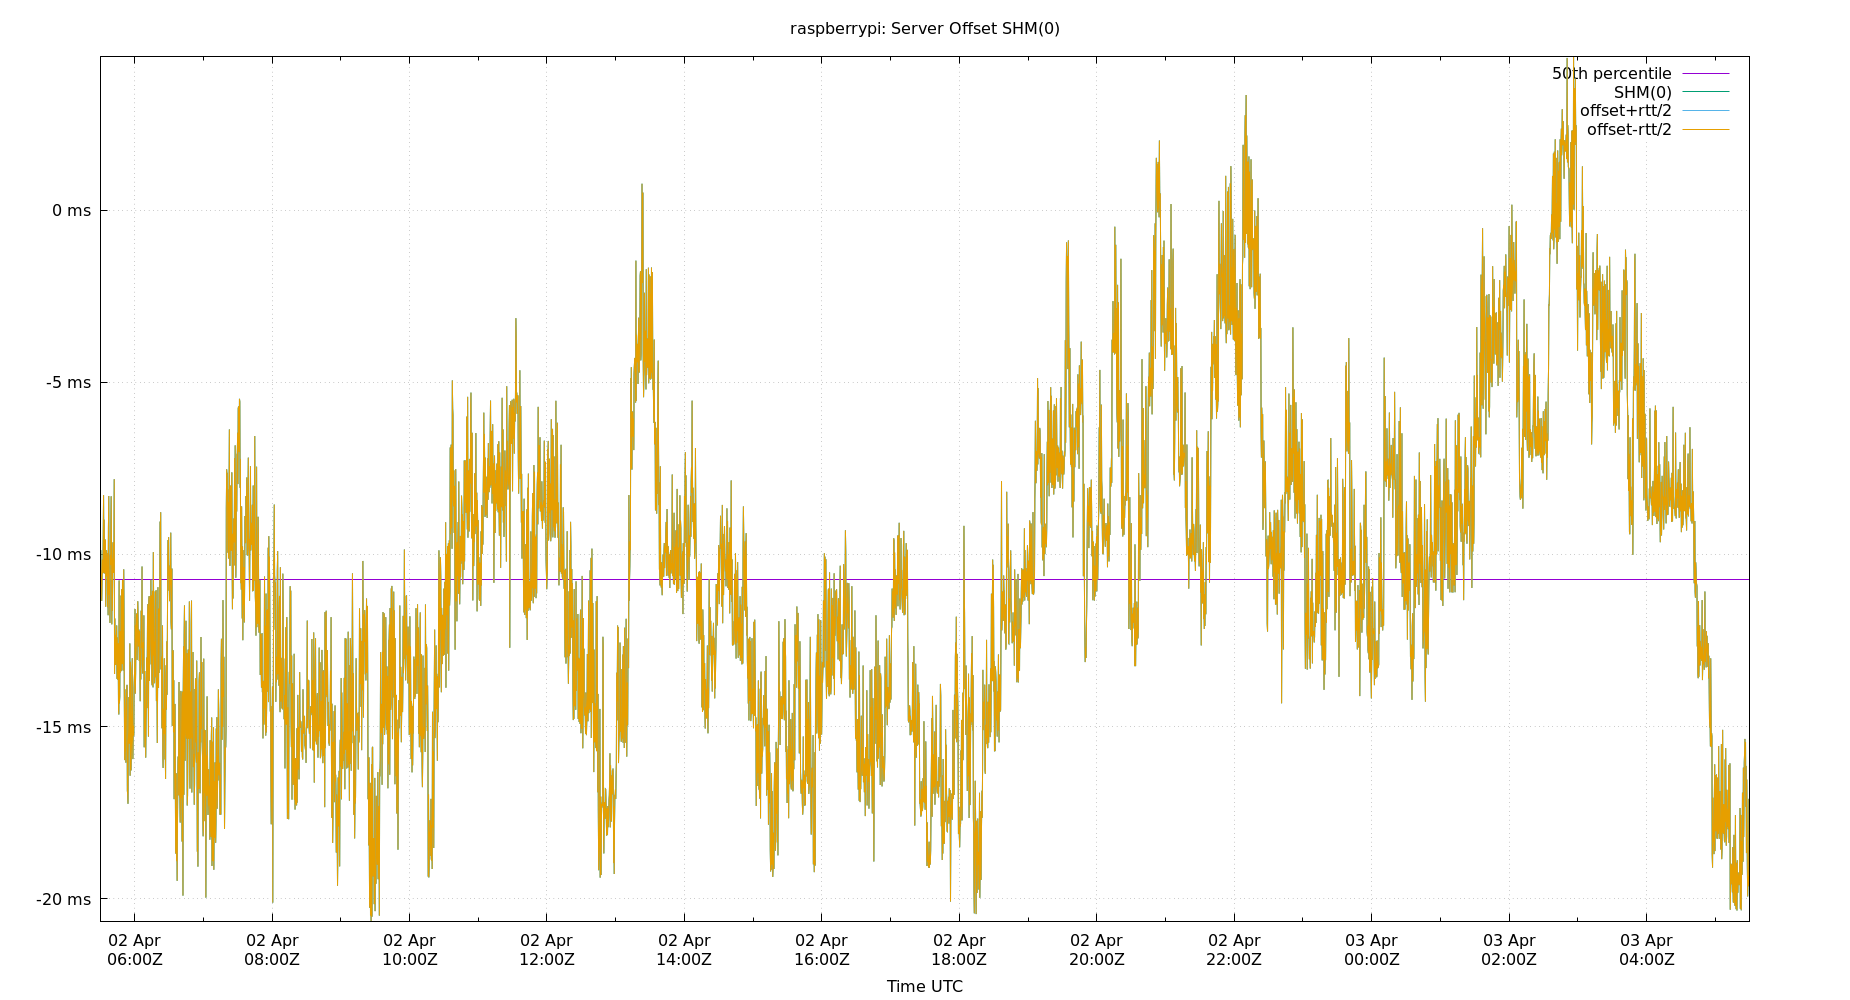 raspberrypi: Server Offset SHM(0)
50th percentile
SHM(0)
offset+rtt/2
offset-rtt/2
0 ms
-5 ms
-10 ms
-15 ms
-20 ms
02 Apr 02 Apr 02 Apr 02 Apr 02 Apr 02 Apr 02 Apr 02 Apr 02 Apr 03 Apr 03 Apr 03 Apr
06:00Z 08:00Z 10:00Z 12:00Z 14:00Z 16:00Z 18:00Z 20:00Z 22:00Z 00:00Z 02:00Z 04:00Z
Time UTC